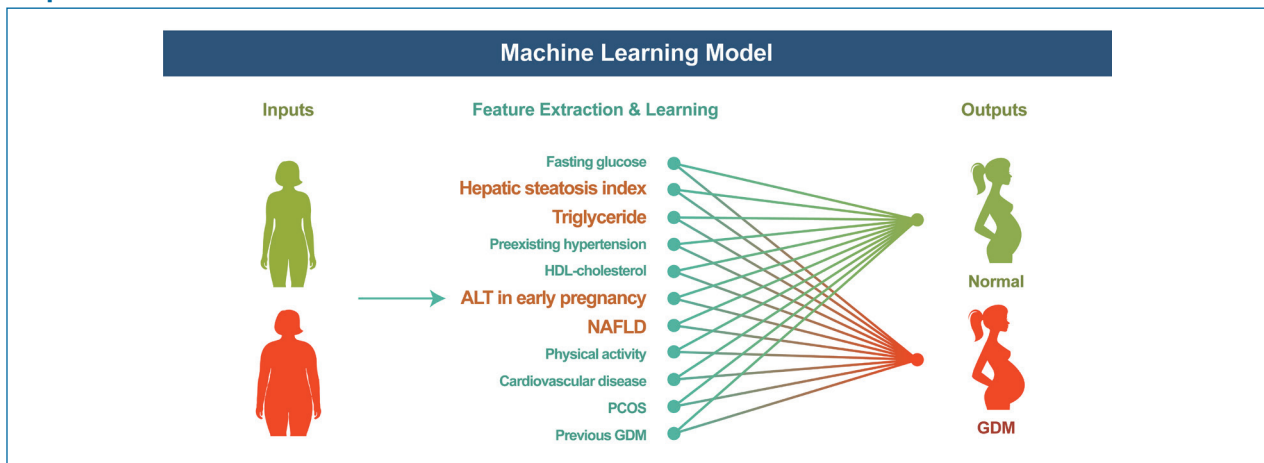 Machine Learning Model
Inputs
Feature Extraction & Learning
Outputs
Fasting glucose
Hepatic steatosis index
Triglyceride
Preexisting hypertension
HDL-cholesterol
ALT in early pregnancy
NAFLD
Physical activity
Cardiovascular disease
PCOS
Previous GDM
Normal
GDM